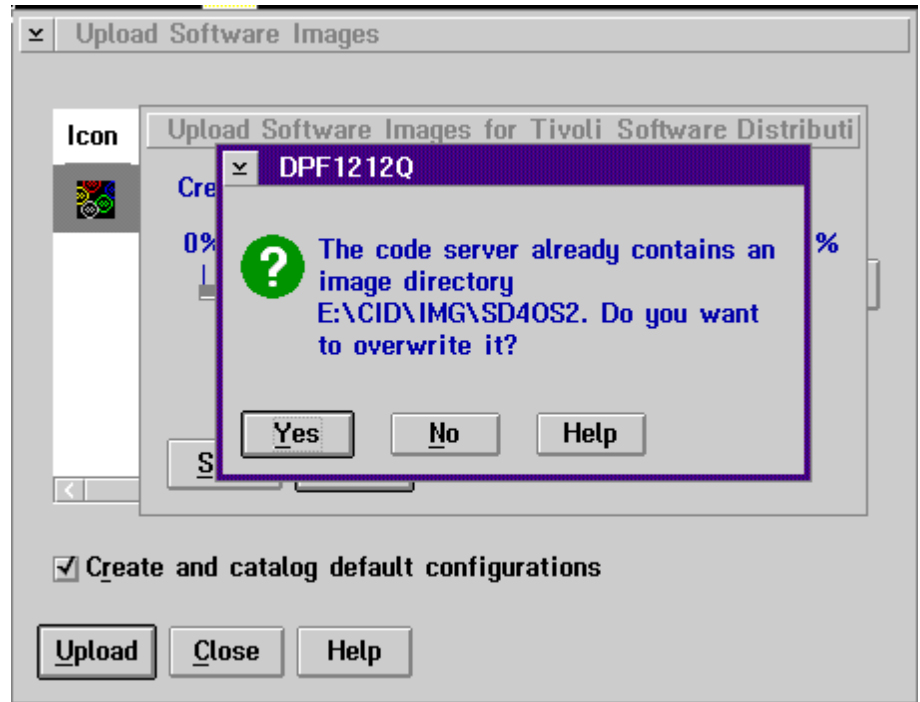 Upload Software Images
Icon
Upload Software Images for Tivoli Software Distributi
DPF1212Q
Cre
0%
%
The code server already contains an
image directory
E:\CID\IMG\SD4OS2. Do you want
to overwrite it?
Yes No Help
S
Create and catalog default configurations
Upload Close Help